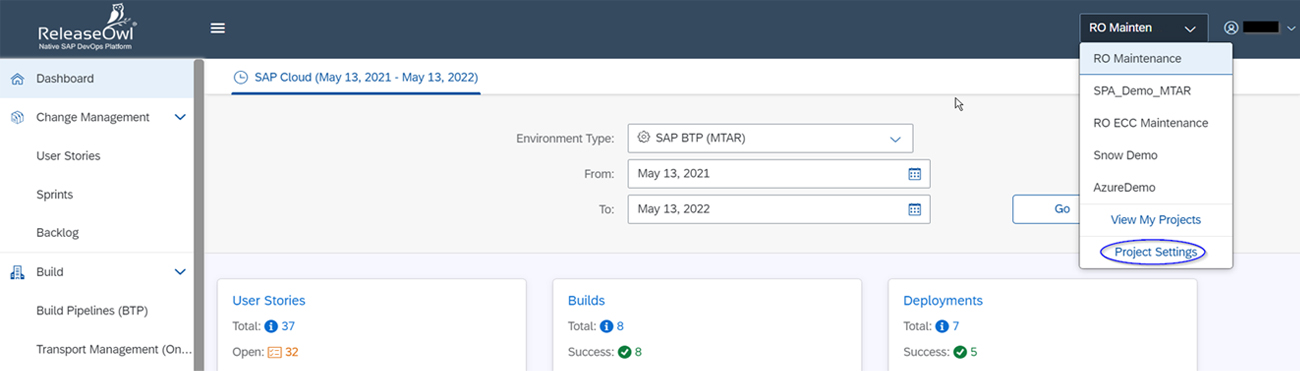 ReleaseOwl
Native SAP DevOps Platform
RO Mainten
Dashboard
Change Management
User Stories
Sprints
Backlog
Build
Build Pipelines (BTP)
Transport Management (On...
SAP Cloud (May 13, 2021 - May 13, 2022)
Environment Type: SAP BTP (MTAR)
From: May 13, 2021
To: May 13, 2022
Go
RO Maintenance
SPA_Demo_MTAR
RO ECC Maintenance
Snow Demo
AzureDemo
View My Projects
Project Settings
User Stories
Total: 37
Open: 32
Builds
Total: 8
Success: 8
Deployments
Total: 7
Success: 5